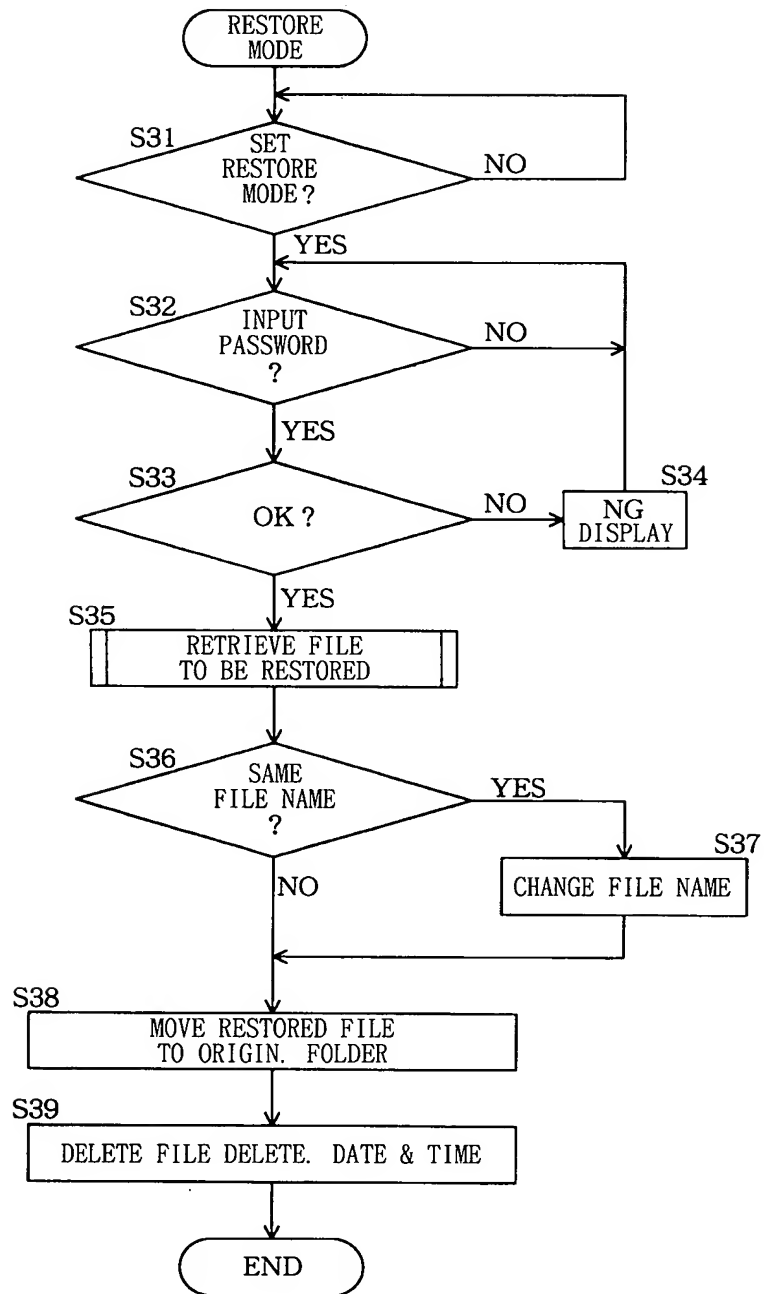 RESTORE
MODE
S31
SET
RESTORE
MODE?
NO
YES
S32
INPUT
PASSWORD
?
NO
YES
S33
OK?
NO
S34
NG
DISPLAY
YES
S35
RETRIEVE FILE
TO BE RESTORED
S36
SAME
FILE NAME
?
YES
S37
CHANGE FILE NAME
NO
S38
MOVE RESTORED FILE
TO ORIGIN. FOLDER
S39
DELETE FILE DELETE. DATE & TIME
END